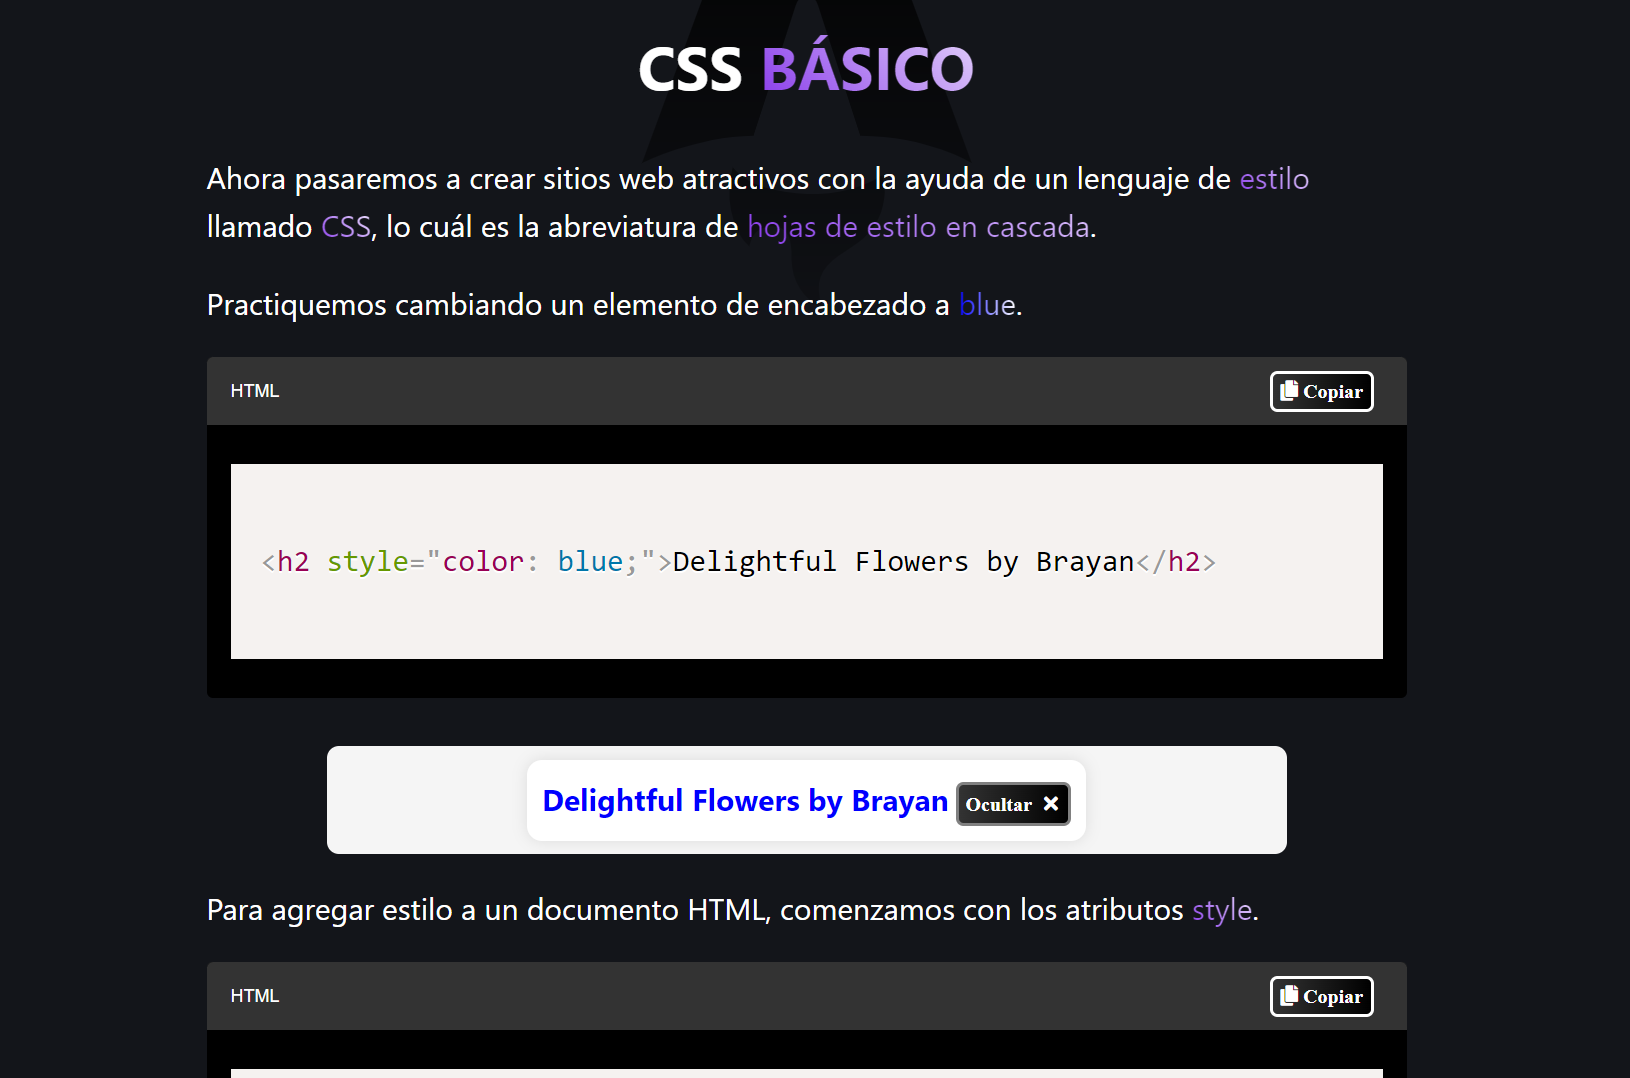 CSS BÁSICO
Ahora pasaremos a crear sitios web atractivos con la ayuda de un lenguaje de estilo
llamado CSS, lo cuál es la abreviatura de hojas de estilo en cascada.
Practiquemos cambiando un elemento de encabezado a blue.
HTML
Copiar
<h2 style="color: blue;">Delightful Flowers by Brayan</h2>
Delightful Flowers by Brayan
Ocultar
Para agregar estilo a un documento HTML, comenzamos con los atributos style.
HTML
Copiar